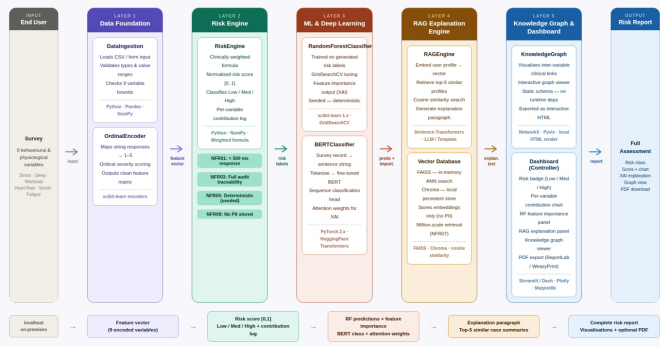 INPUT
End User
Survey
9 behavioural &
physiological
variables
Stress · Sleep
Workload
Heart Rate · Social ·
Fatigue
input
LAYER 1
Data Foundation
DataIngestion
Loads CSV / form input
Validates types & value
ranges
Checks 9 variable
bounds
Python · Pandas ·
NumPy
OrdinalEncoder
Maps string responses
→ 1–5
Ordinal severity scoring
Outputs clean feature
matrix
scikit-learn encoders
feature
vector
LAYER 2
Risk Engine
RiskEngine
Clinically weighted
formula
Normalised risk score
[0, 1]
Classifies Low / Med /
High
Per-variable
contribution log
Python · NumPy ·
Weighted formula
NFR01: < 500 ms
response
NFR03: Full audit
traceability
NFR05: Deterministic
(seeded)
NFR09: No PII stored
risk
labels
LAYER 3
ML & Deep Learning
RandomForestClassifier
Trained on generated
risk labels
GridSearchCV tuning
Feature importance
output (XAI)
Seeded — deterministic
scikit-learn 1.x ·
GridSearchCV
BERTClassifier
Survey record →
sentence string
Tokenise → fine-tuned
BERT
Sequence classification
head
Attention weights for
XAI
PyTorch 2.x ·
HuggingFace
Transformers
preds +
import.
LAYER 4
RAG Explanation
Engine
RAGEngine
Embed user profile →
vector
Retrieve top-5 similar
profiles
Cosine similarity search
Generate explanation
paragraph
Sentence-Transformers
· LLM / Template
Vector Database
FAISS — in-memory
ANN search
Chroma — local
persistent store
Stores embeddings
only (no PII)
Million-scale retrieval
(NFR07)
FAISS · Chroma · cosine
similarity
explan.
text
LAYER 5
Knowledge Graph &
Dashboard
KnowledgeGraph
Visualises inter-variable
clinical links
Interactive graph viewer
Static schema — no
runtime deps
Exported as interactive
HTML
NetworkX · Pyvis · local
HTML render
Dashboard
(Controller)
Risk badge (Low / Med
/ High)
Per-variable
contribution chart
RF feature importance
panel
RAG explanation panel
Knowledge graph
viewer
PDF export (ReportLab
/ WeasyPrint)
Streamlit / Dash · Plotly
· Matplotlib
report
OUTPUT
Risk Report
Full
Assessment
Risk class
Score + chart
XAI explanation
Graph view
PDF download
localhost
on-premises
Feature vector
(9 encoded variables)
Risk score [0,1]
Low / Med / High + contribution
log
RF predictions + feature
importance
BERT class + attention weights
Explanation paragraph
Top-5 similar case summaries
Complete risk report
Visualisations + optional PDF